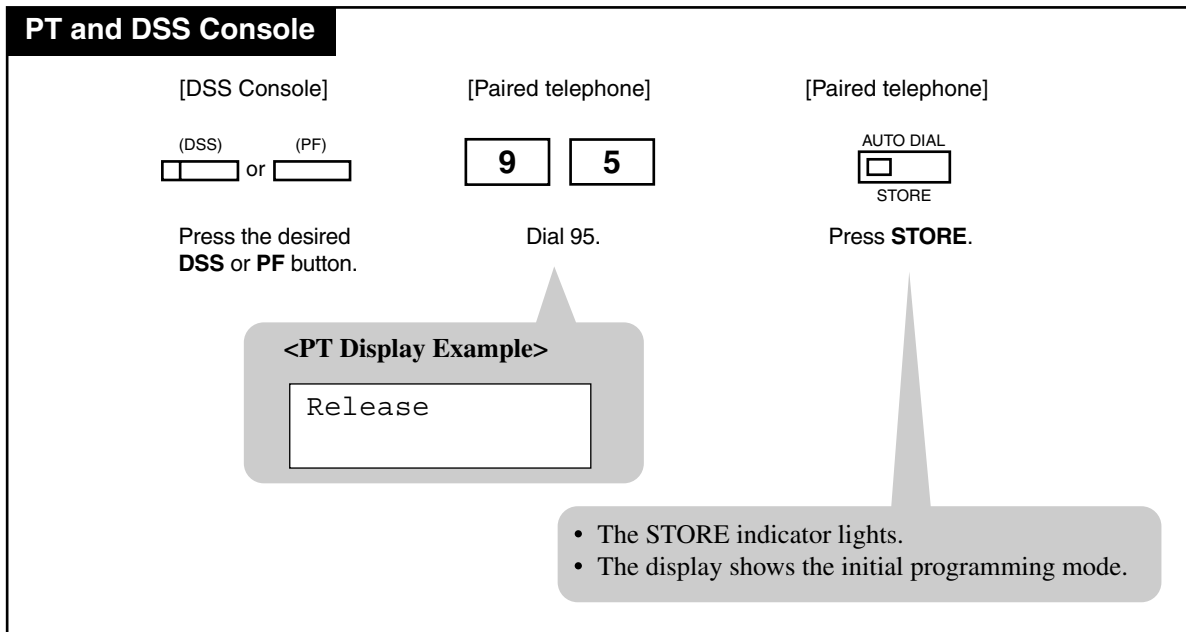 PT and DSS Console
[DSS Console] [Paired telephone] [Paired telephone]
(DSS) (PF) AUTO DIAL
or 9 5
STORE
Press the desired Dial 95. Press STORE.
DSS or PF button.
<PT Display Example>
Release
• The STORE indicator lights.
• The display shows the initial programming mode.